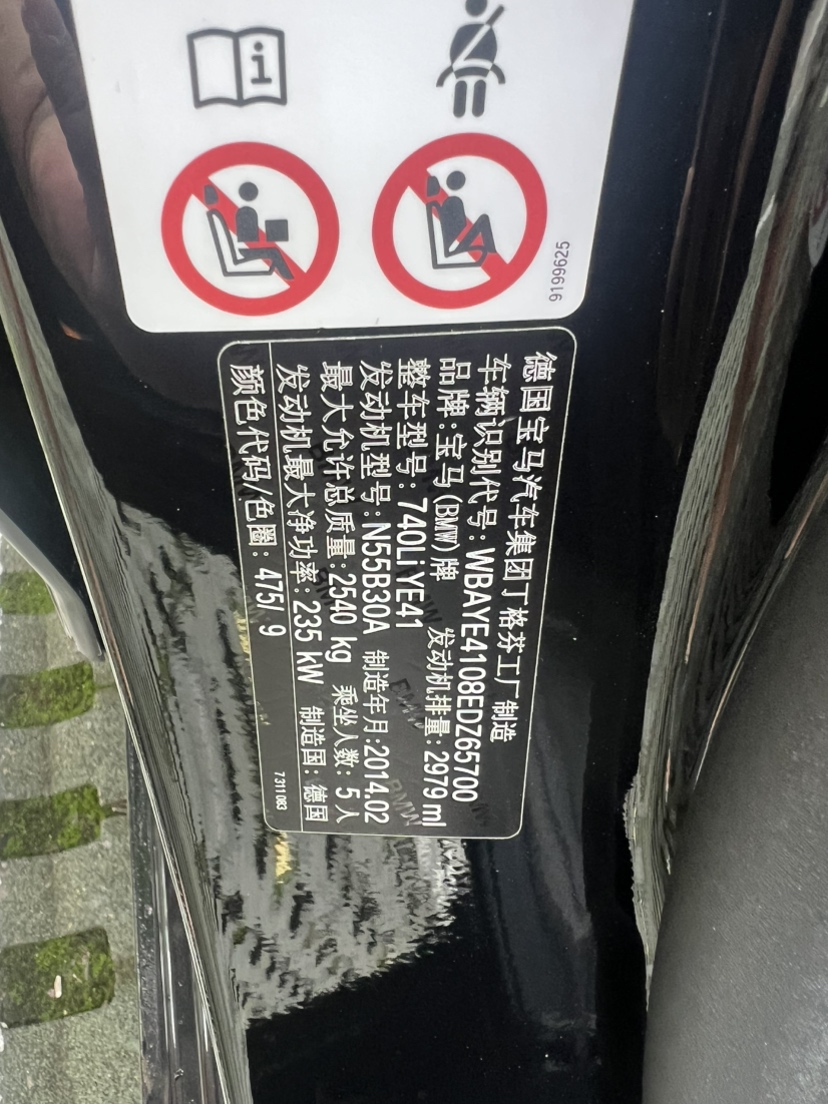 9199625
德国宝马汽车集团丁格芬工厂制造
车辆识别代号: WBAYE4108EDZ65700
品牌: 宝马(BMW)牌 发动机排量: 2979 ml
整车型号: 740Li YE41
发动机型号: N55B30A 制造年月: 2014.02
最大允许总质量: 2540 kg 乘坐人数: 5 人
发动机最大净功率: 235 kW 制造国: 德国
颜色代码/色圈: 475/ 9
7 311 083